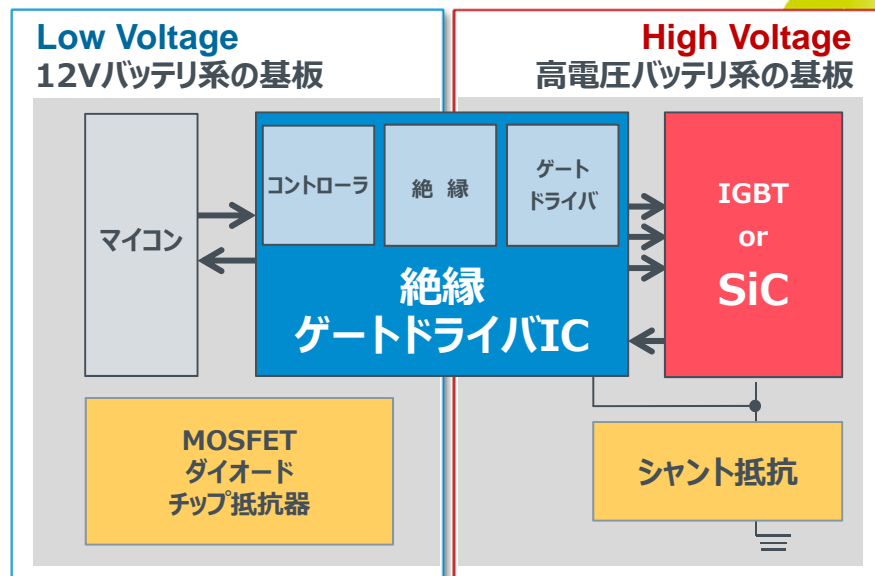 Low Voltage
12Vバッテリ系の基板
High Voltage
高電圧バッテリ系の基板
マイコン
コントローラ
絶 縁
ゲート
ドライバ
絶縁
ゲートドライバIC
IGBT
or
SiC
MOSFET
ダイオード
チップ抵抗器
シャント抵抗